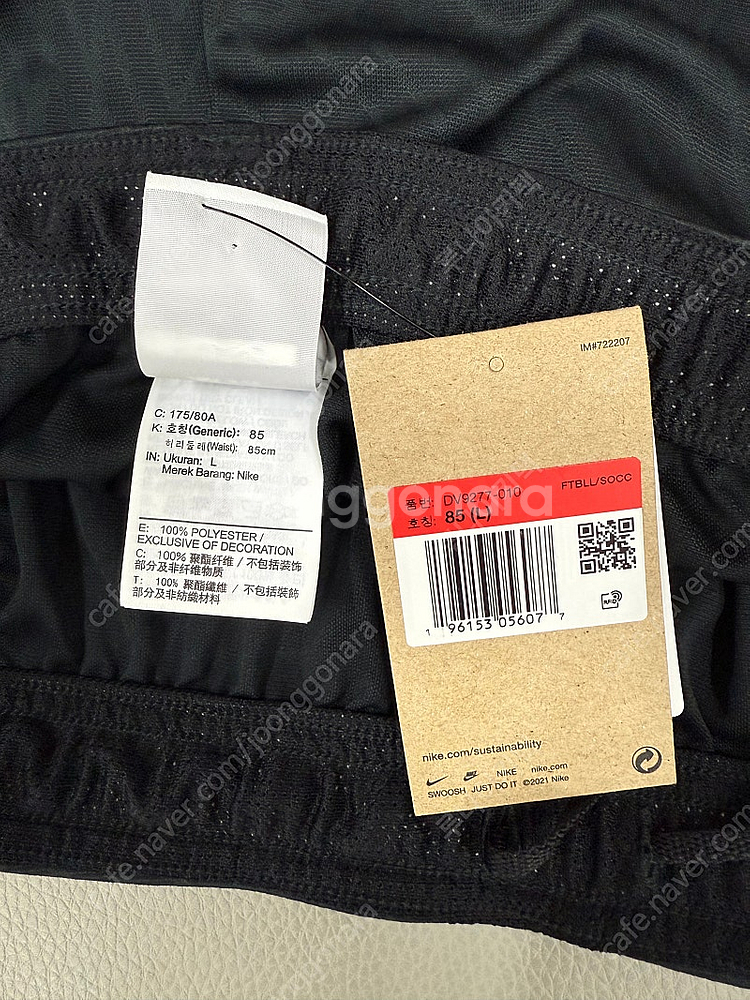 C: 175/80A
K: 호칭(Generic): 85
허리둘레(Waist): 85cm
IN: Ukuran: L
Merek Barang: Nike
E: 100% POLYESTER /
EXCLUSIVE OF DECORATION
C: 100% 聚酯纤维 / 不包括装饰
部分及非纤维物质
T: 100% 聚酯纖維 / 不包括裝飾
部分及非紡織材料
IM#722207
품번: DV9277-010
FTBLL/SOCC
호칭: 85 (L)
1 96153 05607 7
RFID
nike.com/sustainability
NIKE nike.com
SWOOSH JUST DO IT ©2021 Nike
joonggonara
cafe.naver.com/joonggonara